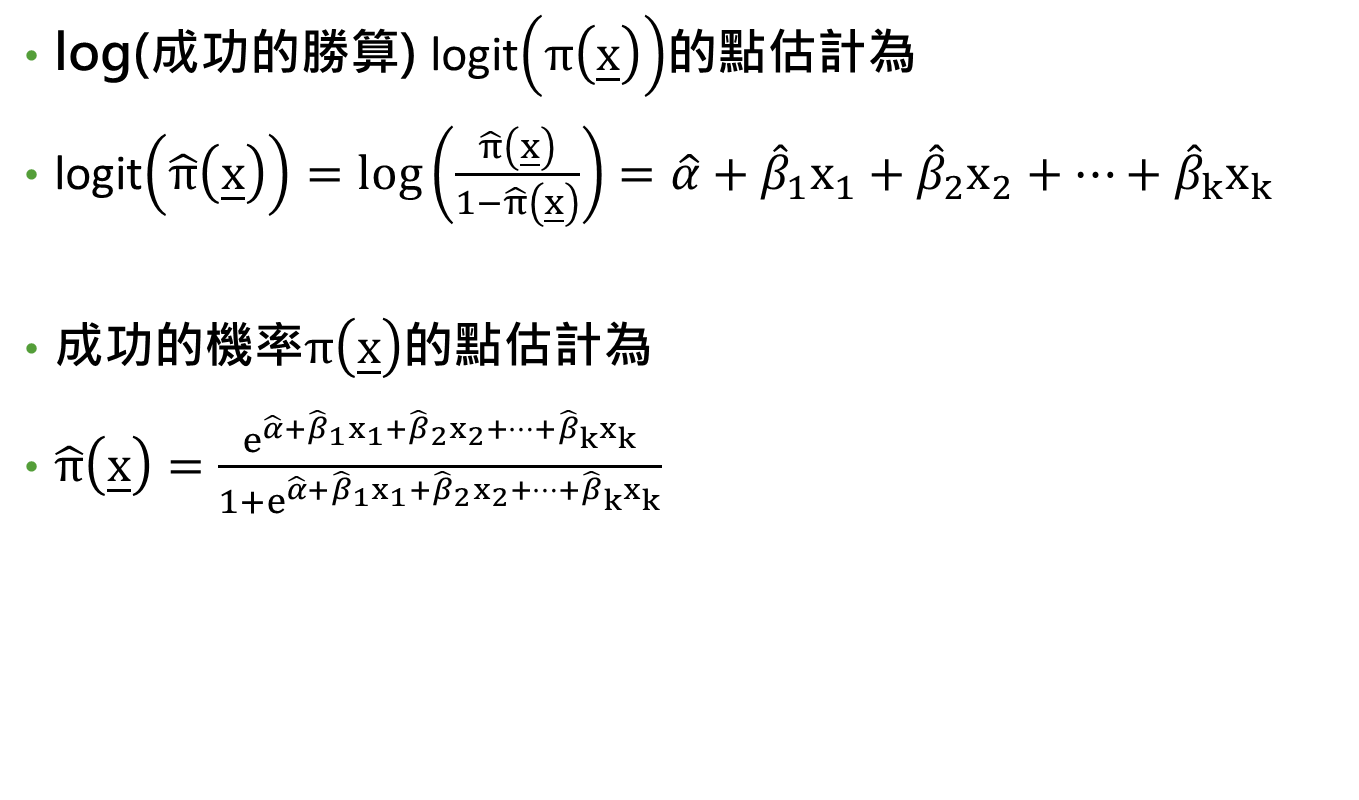 • log(成功的勝算) logit(π(x̲))的點估計為
• logit(π̂(x̲)) = log(π̂(x̲)/(1−π̂(x̲))) = α̂ + β̂₁x₁ + β̂₂x₂ + ⋯ + β̂ₖxₖ
• 成功的機率π(x̲)的點估計為
• π̂(x̲) = e^(α̂+β̂₁x₁+β̂₂x₂+⋯+β̂ₖxₖ)/(1+e^(α̂+β̂₁x₁+β̂₂x₂+⋯+β̂ₖxₖ))